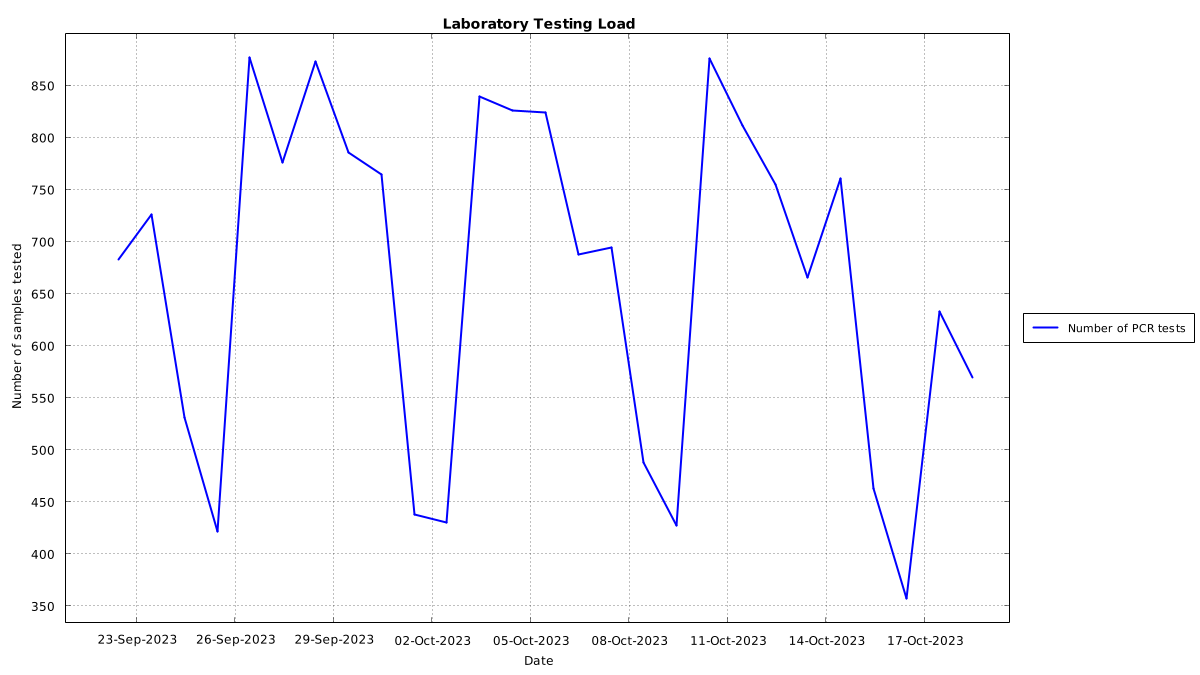 Laboratory Testing Load
Number of samples tested
850
800
750
700
650
600
550
500
450
400
350
23-Sep-2023 26-Sep-2023 29-Sep-2023 02-Oct-2023 05-Oct-2023 08-Oct-2023 11-Oct-2023 14-Oct-2023 17-Oct-2023
Date
Number of PCR tests